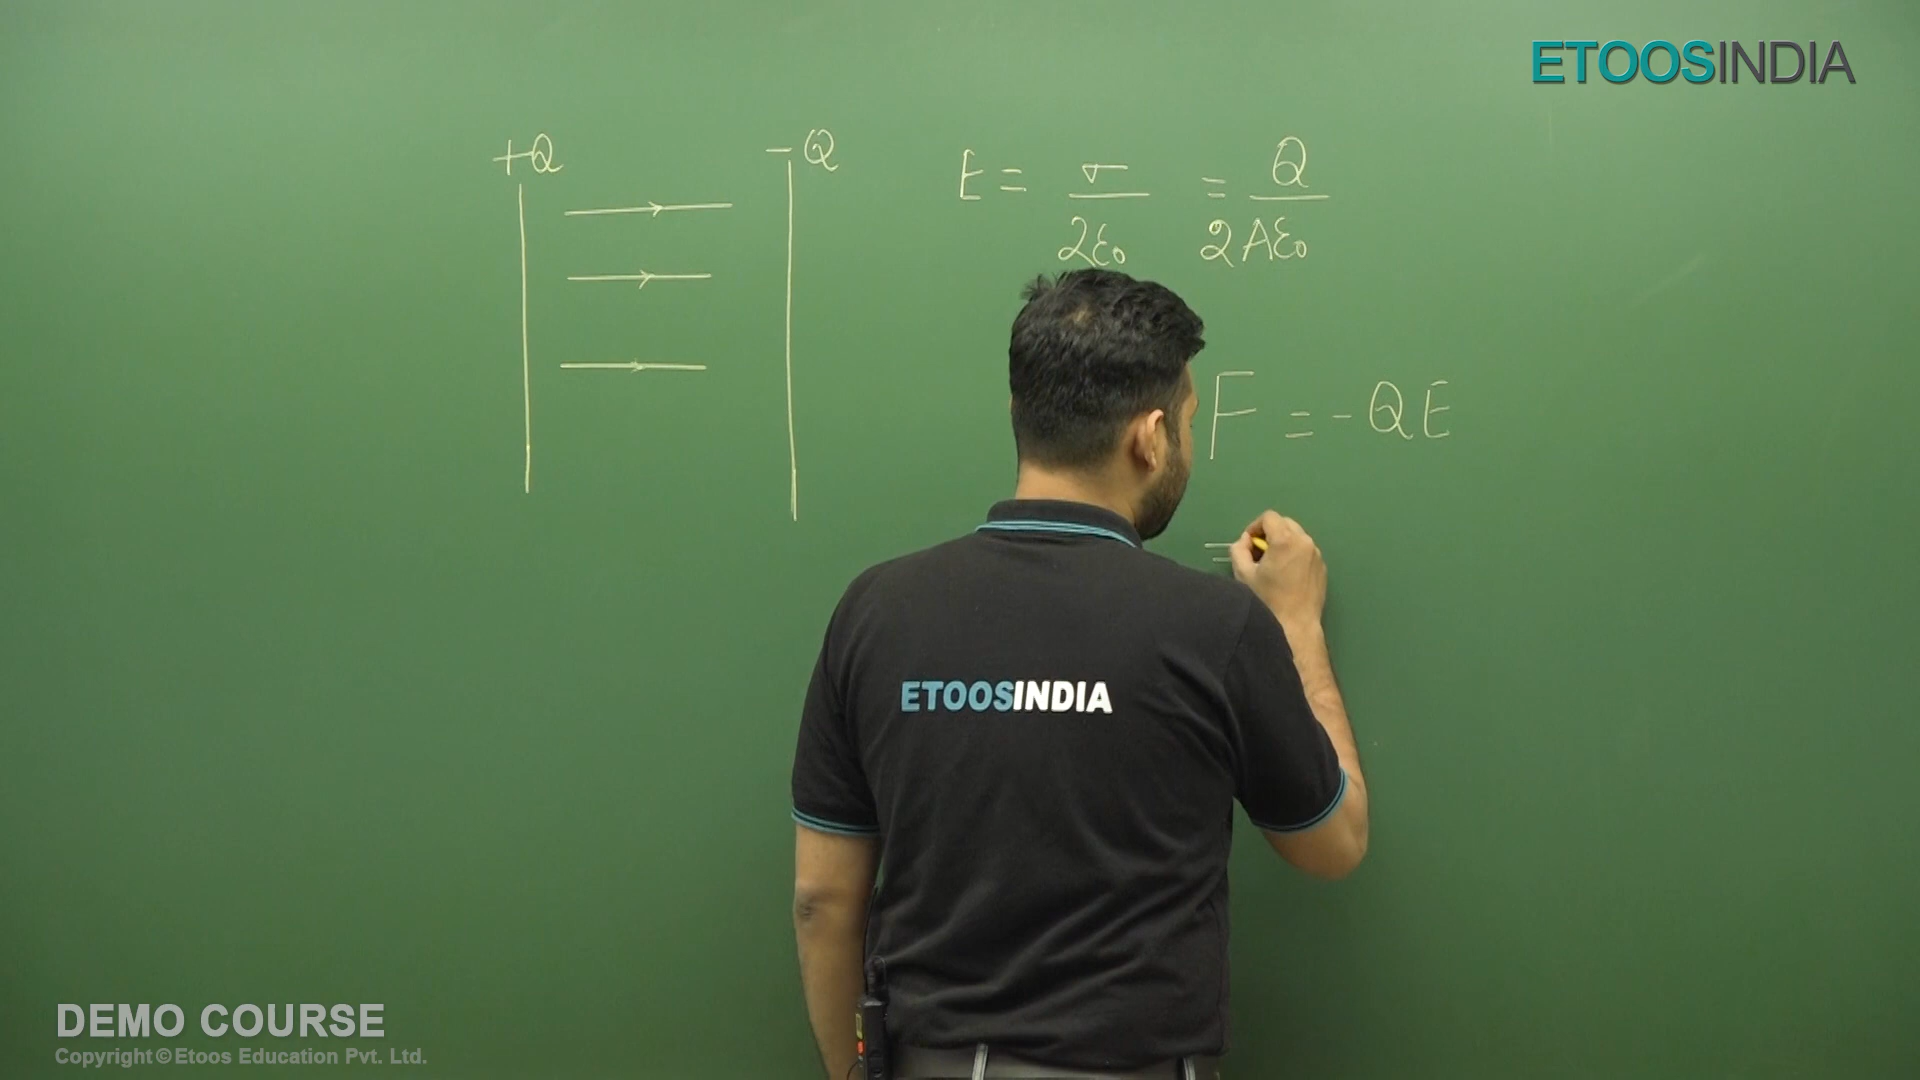 ETOOSINDIA
+Q
-Q
E = σ/2ε₀ = Q/2Aε₀
F = -QE
=
ETOOSINDIA
DEMO COURSE
Copyright©Etoos Education Pvt. Ltd.